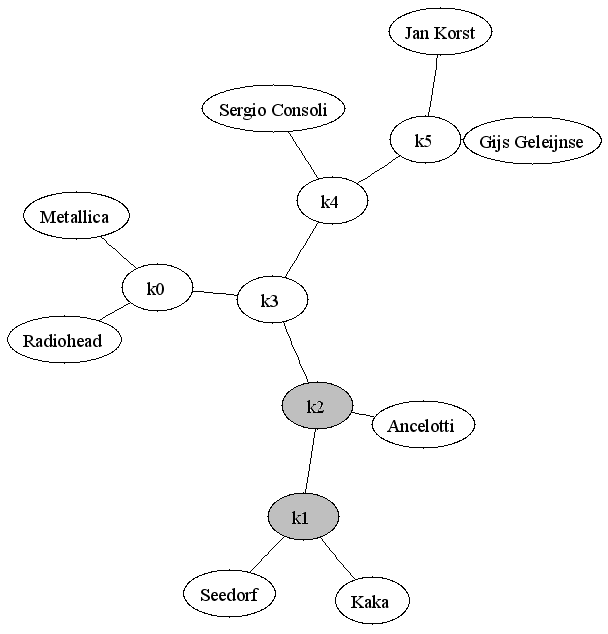 Jan Korst
Sergio Consoli
k5
Gijs Geleijnse
k4
Metallica
k0
k3
Radiohead
k2
Ancelotti
k1
Seedorf
Kaka